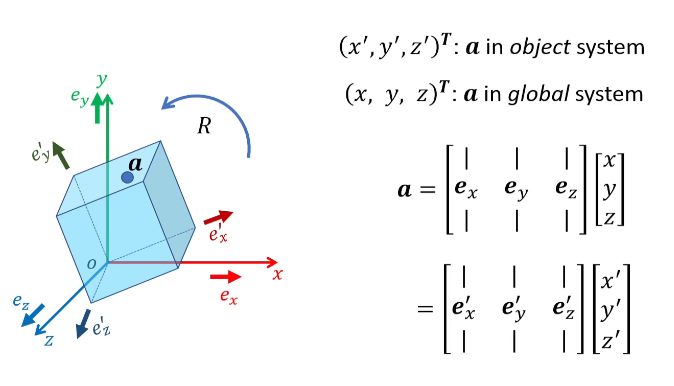 (x′, y′, z′)ᵀ: a in object system
(x, y, z)ᵀ: a in global system
y
e_y
R
e′_y
a
e′_x
o
x
e_x
e_z
z
e′_z
a = [ | | | ] [x]
[ e_x e_y e_z ] [y]
[ | | | ] [z]
= [ | | | ] [x′]
[ e′_x e′_y e′_z ] [y′]
[ | | | ] [z′]